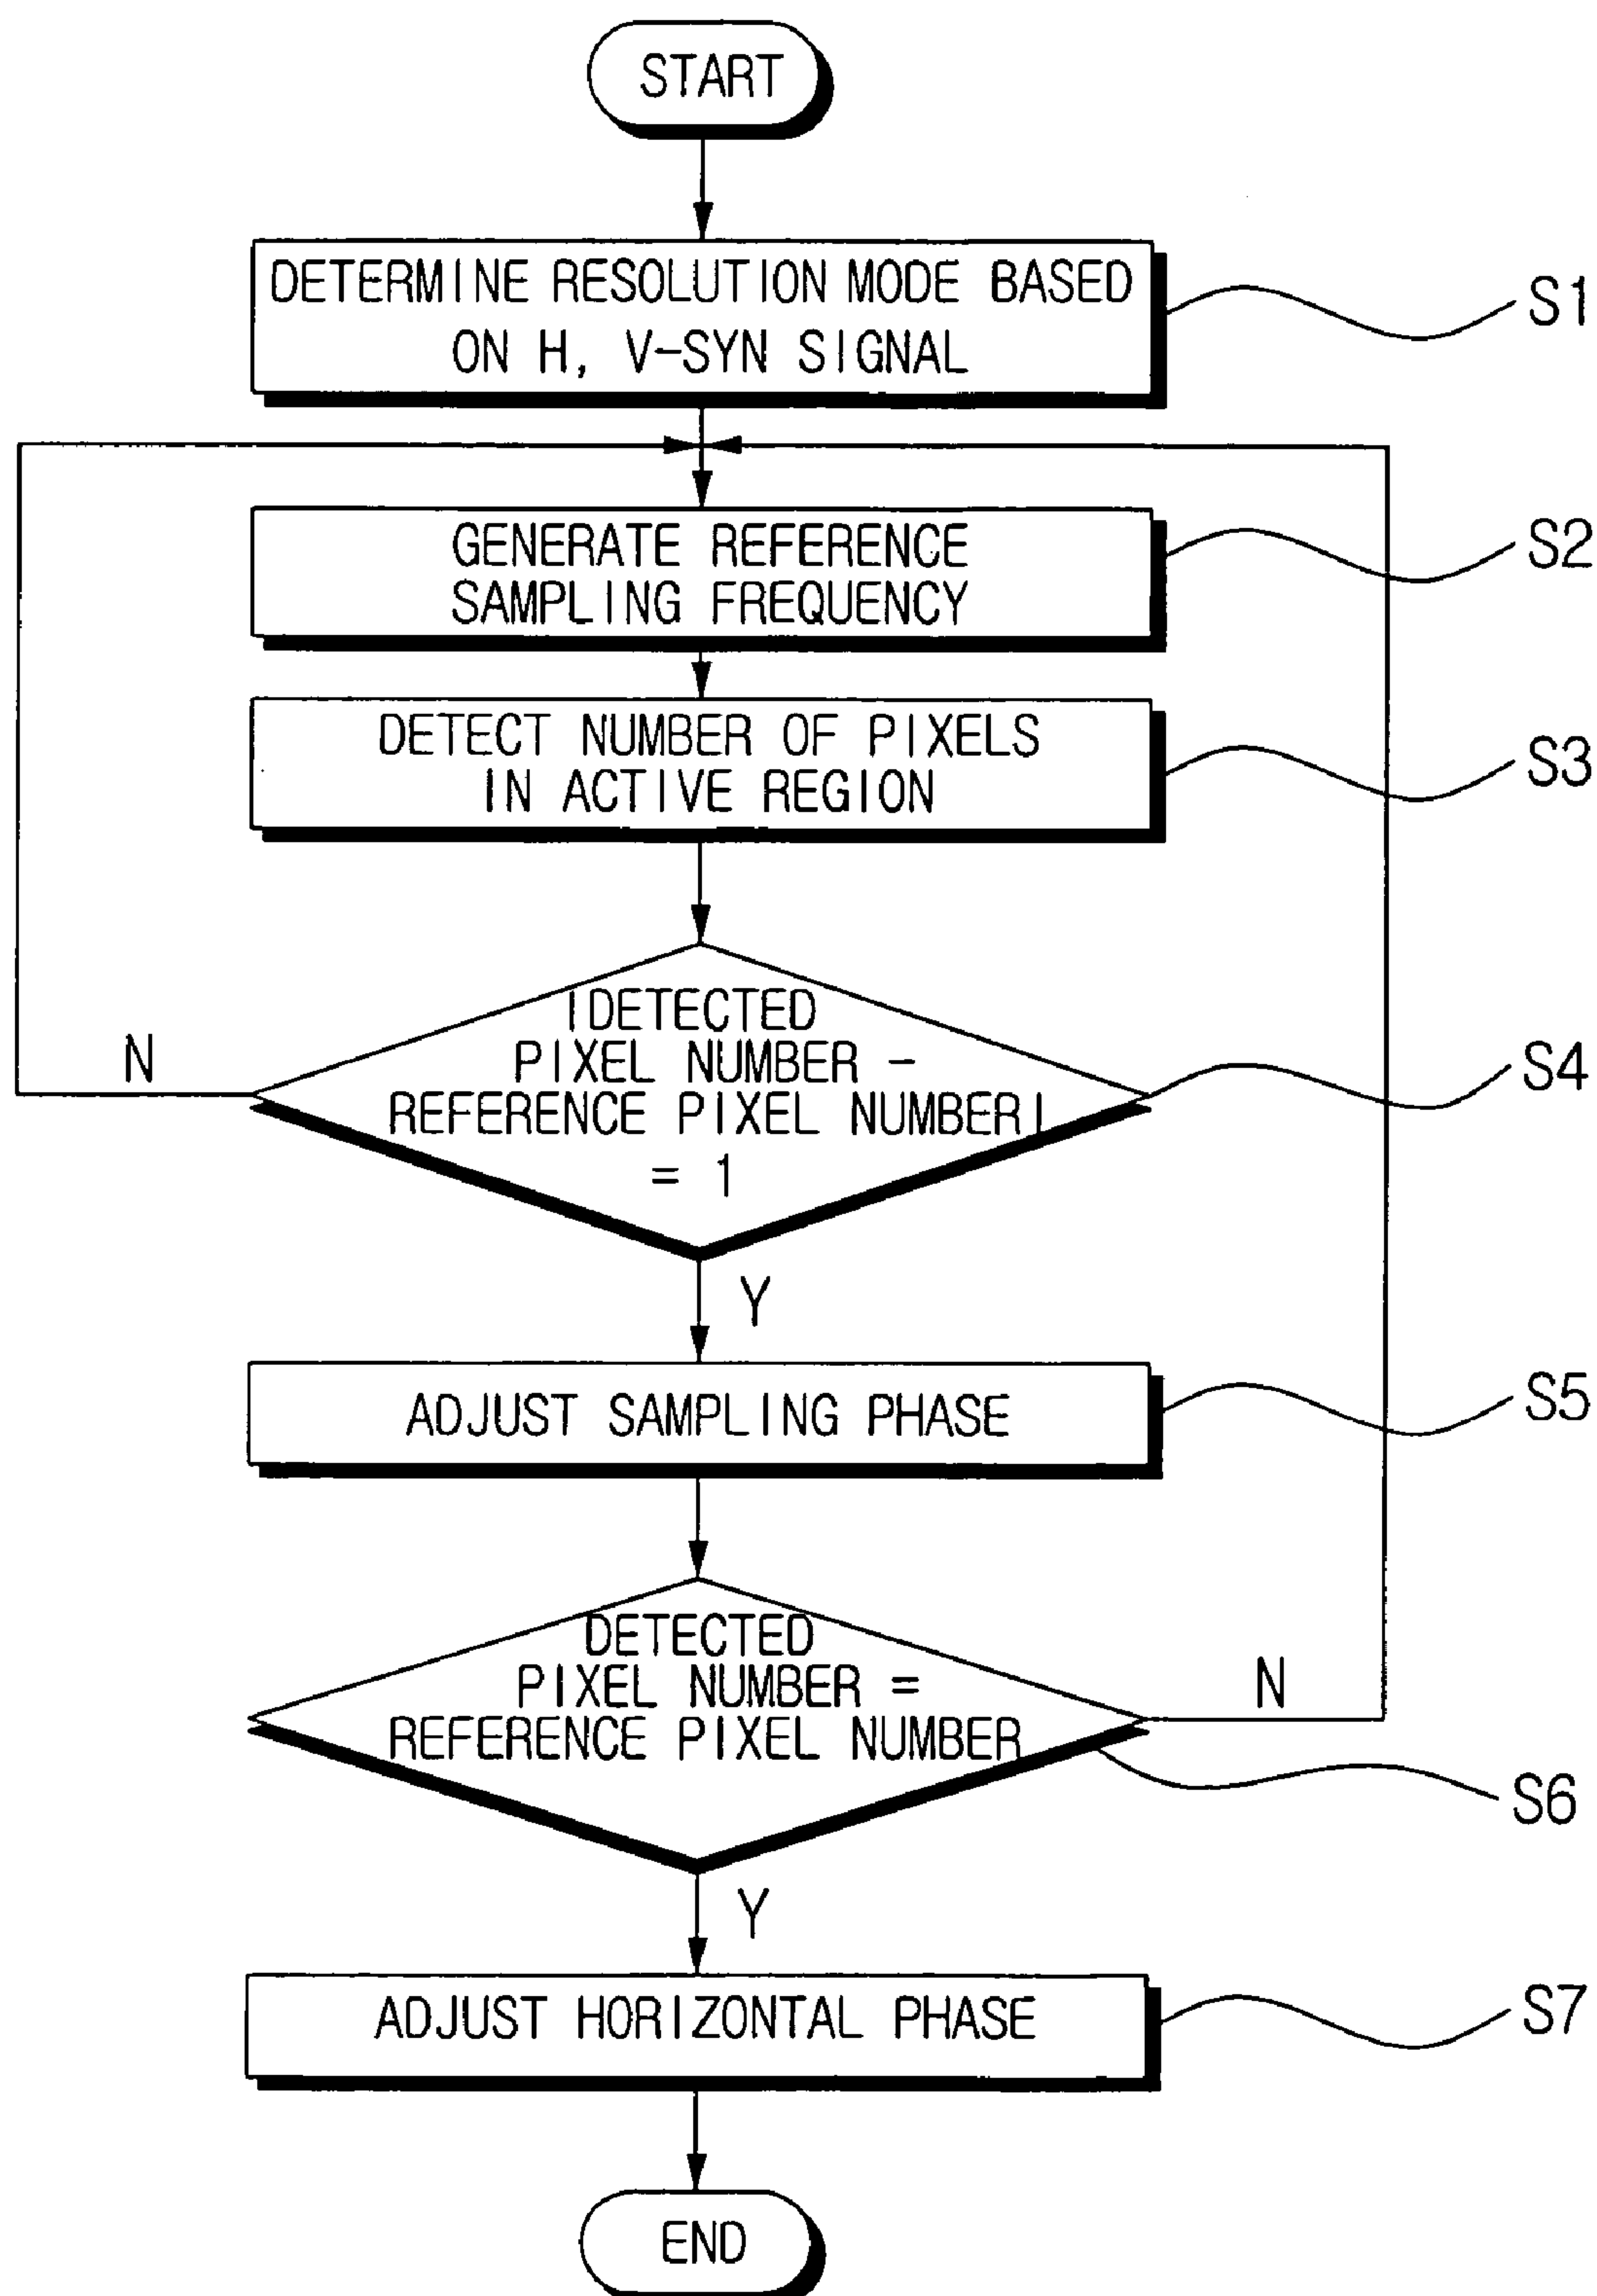 START
DETERMINE RESOLUTION MODE BASED
ON H, V-SYN SIGNAL
S1
GENERATE REFERENCE
SAMPLING FREQUENCY
S2
DETECT NUMBER OF PIXELS
IN ACTIVE REGION
S3
|DETECTED
PIXEL NUMBER -
REFERENCE PIXEL NUMBER|
= 1
N
S4
Y
ADJUST SAMPLING PHASE
S5
DETECTED
PIXEL NUMBER =
REFERENCE PIXEL NUMBER
N
S6
Y
ADJUST HORIZONTAL PHASE
S7
END